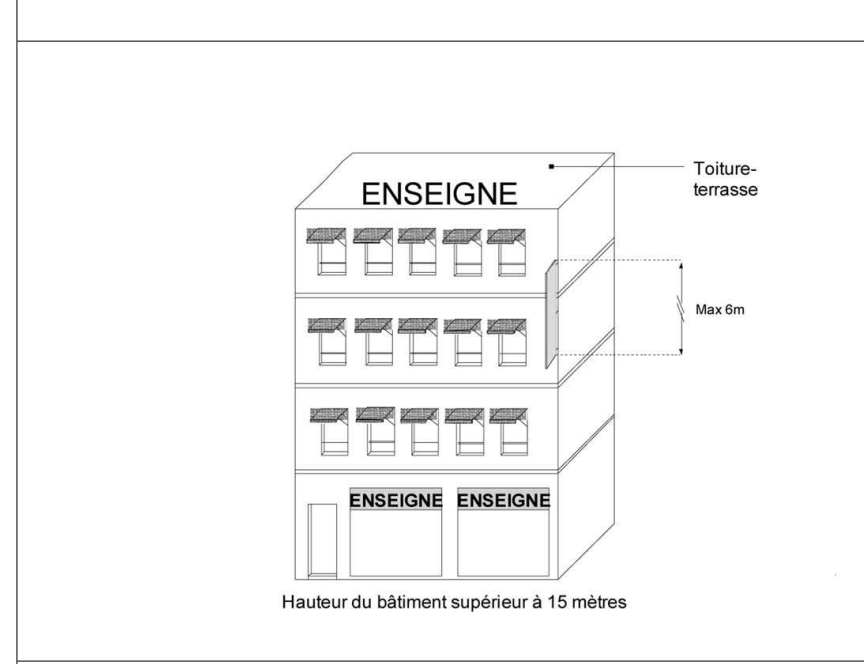 ENSEIGNE
Toiture-
terrasse
Max 6m
ENSEIGNE ENSEIGNE
Hauteur du bâtiment supérieur à 15 mètres